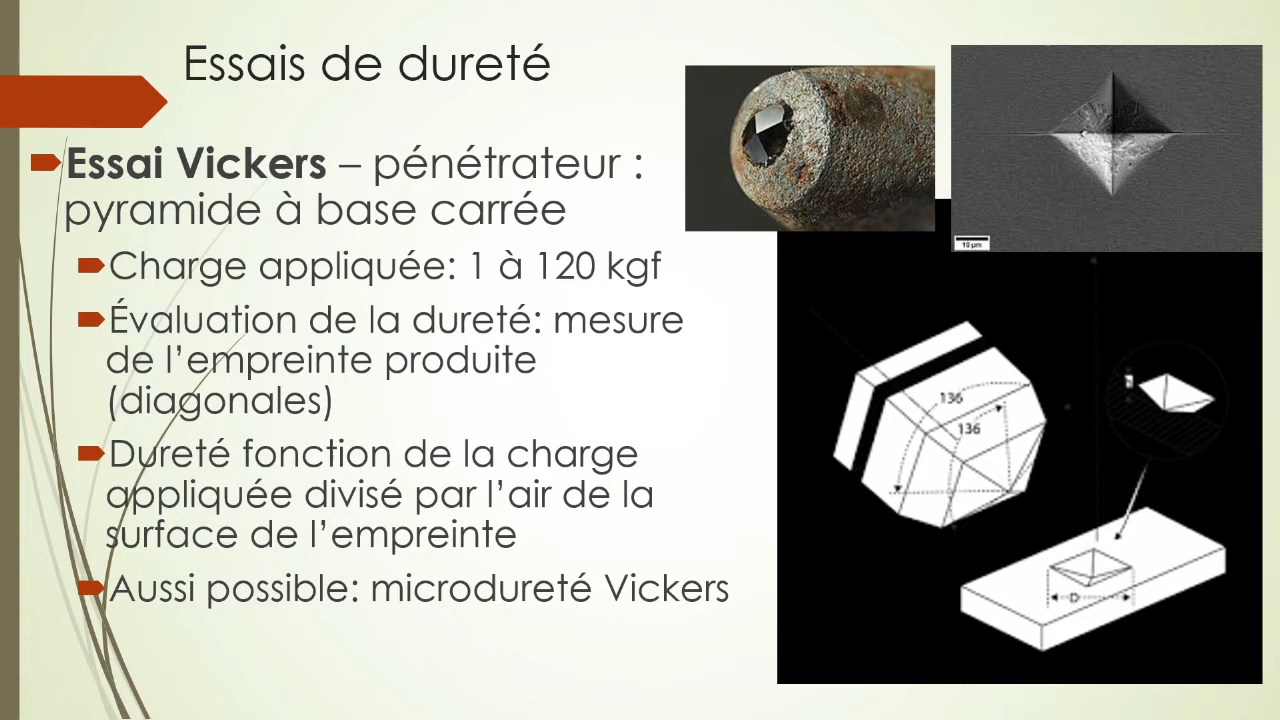 Essais de dureté
Essai Vickers – pénétrateur :
pyramide à base carrée
Charge appliquée: 1 à 120 kgf
Évaluation de la dureté: mesure
de l’empreinte produite
(diagonales)
Dureté fonction de la charge
appliquée divisé par l’air de la
surface de l’empreinte
Aussi possible: microdureté Vickers
10 µm
136
136
D